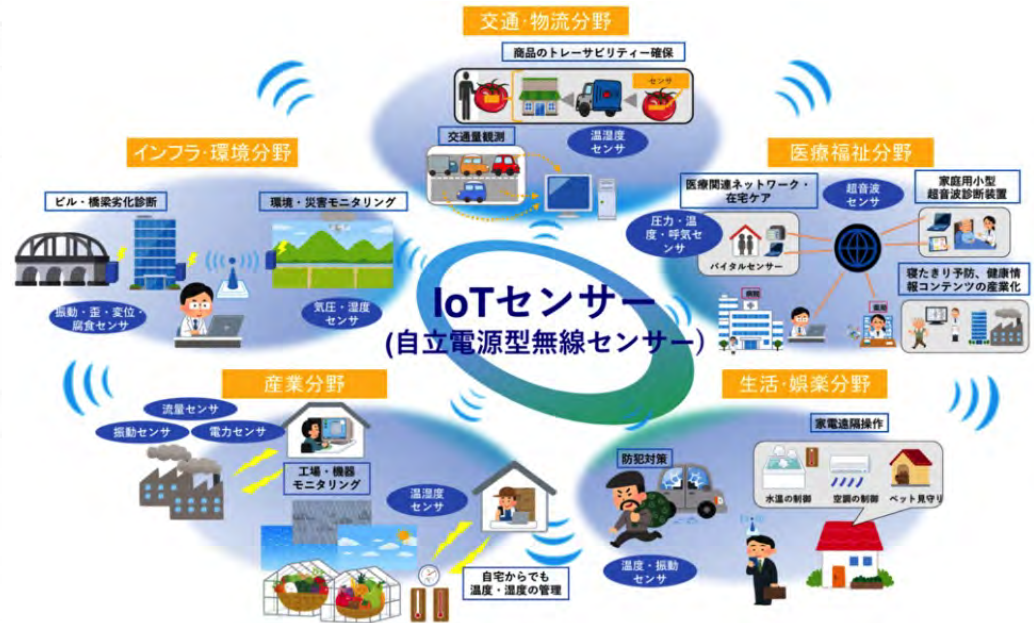 交通・物流分野
商品のトレーサビリティー確保
センサ
交通量観測
温湿度
センサ
インフラ・環境分野
ビル・橋梁劣化診断
環境・災害モニタリング
振動・歪・変位・
腐食センサ
気圧・湿度
センサ
医療福祉分野
医療関連ネットワーク・
在宅ケア
超音波
センサ
家庭用小型
超音波診断装置
圧力・温
度・呼気セ
ンサ
バイタルセンサー
寝たきり予防、健康情
報コンテンツの産業化
病院
薬局
IoTセンサー
(自立電源型無線センサー)
産業分野
流量センサ
振動センサ
電力センサ
工場・機器
モニタリング
温湿度
センサ
自宅からでも
温度・湿度の管理
生活・娯楽分野
家電遠隔操作
防犯対策
水温の制御
空調の制御
ペット見守り
温度・振動
センサ